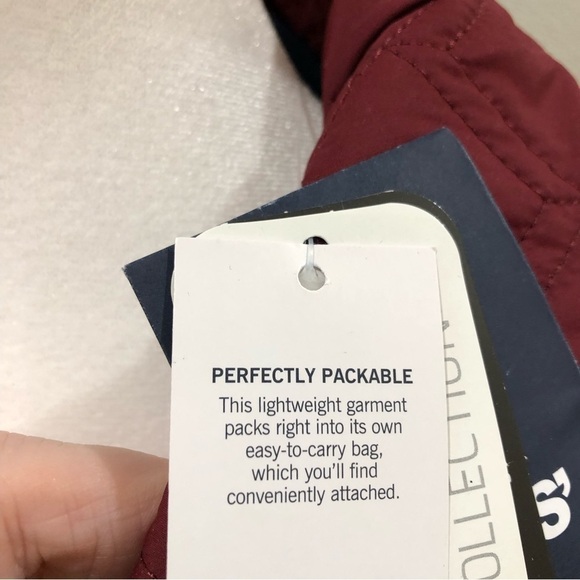 PERFECTLY PACKABLE
This lightweight garment
packs right into its own
easy-to-carry bag,
which you'll find
conveniently attached.